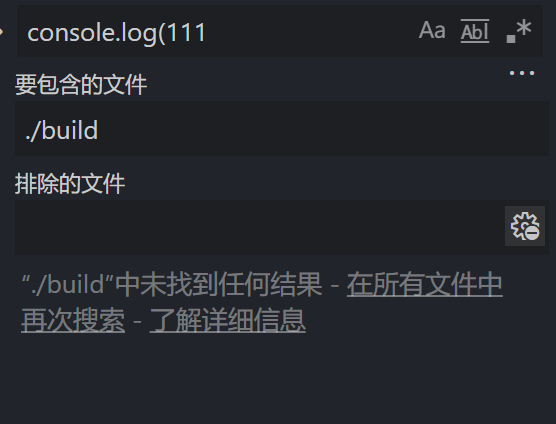 console.log(111
Aa Abl .*
要包含的文件
./build
排除的文件
“./build”中未找到任何结果 - 在所有文件中
再次搜索 - 了解详细信息